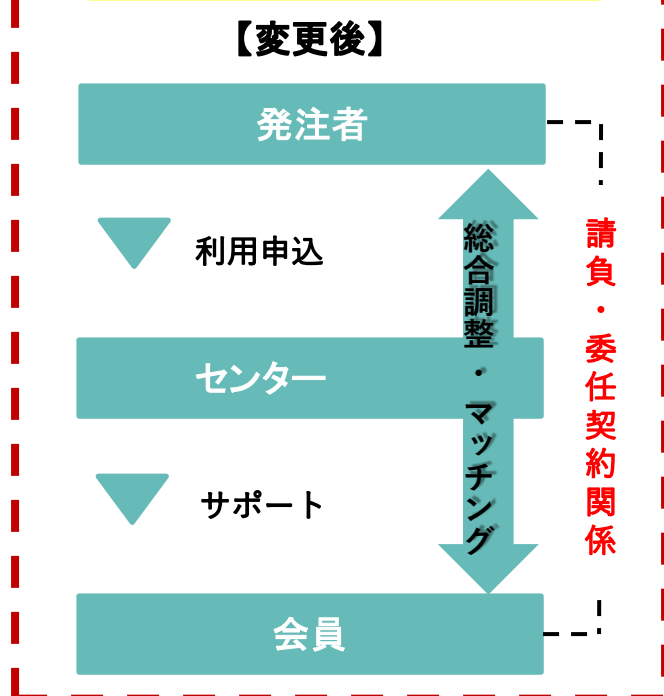 【変更後】
発注者
利用申込
総合調整・マッチング
請負・委任契約関係
センター
サポート
会員